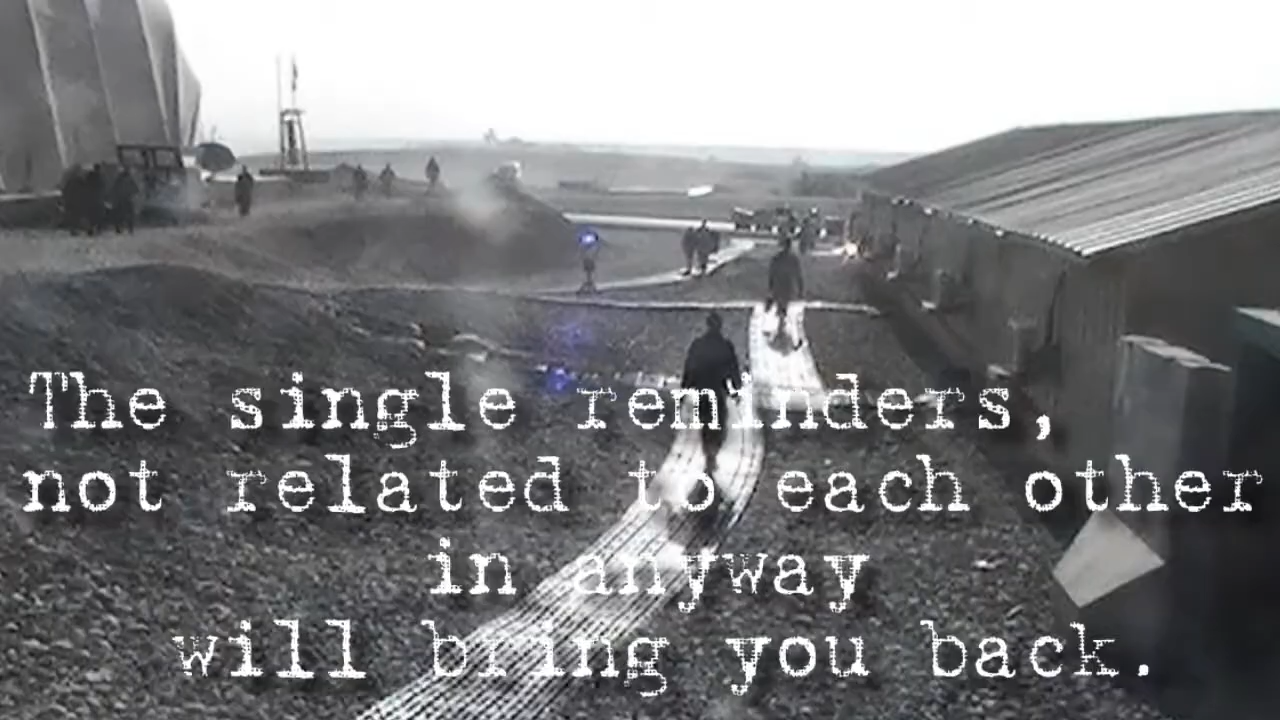 The single reminders,
not related to each other
in anyway
will bring you back.